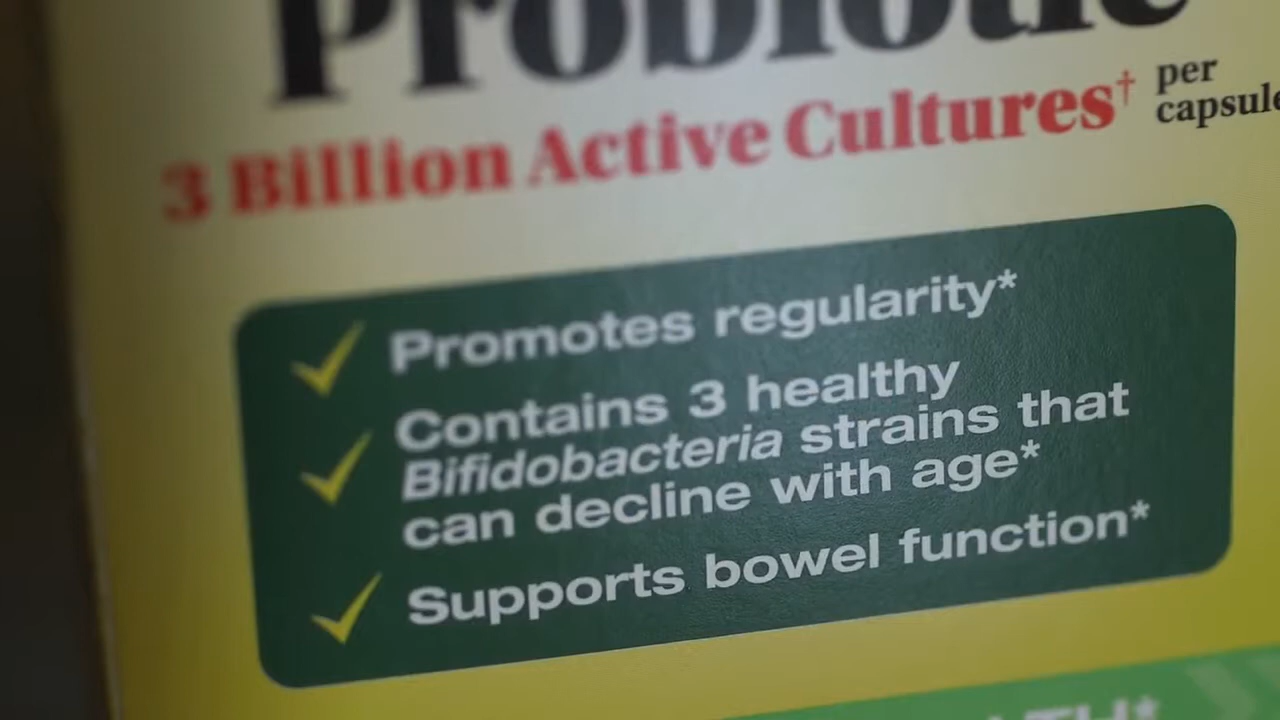 Probiotic
3 Billion Active Cultures† per
capsule
Promotes regularity*
Contains 3 healthy
Bifidobacteria strains that
can decline with age*
Supports bowel function*